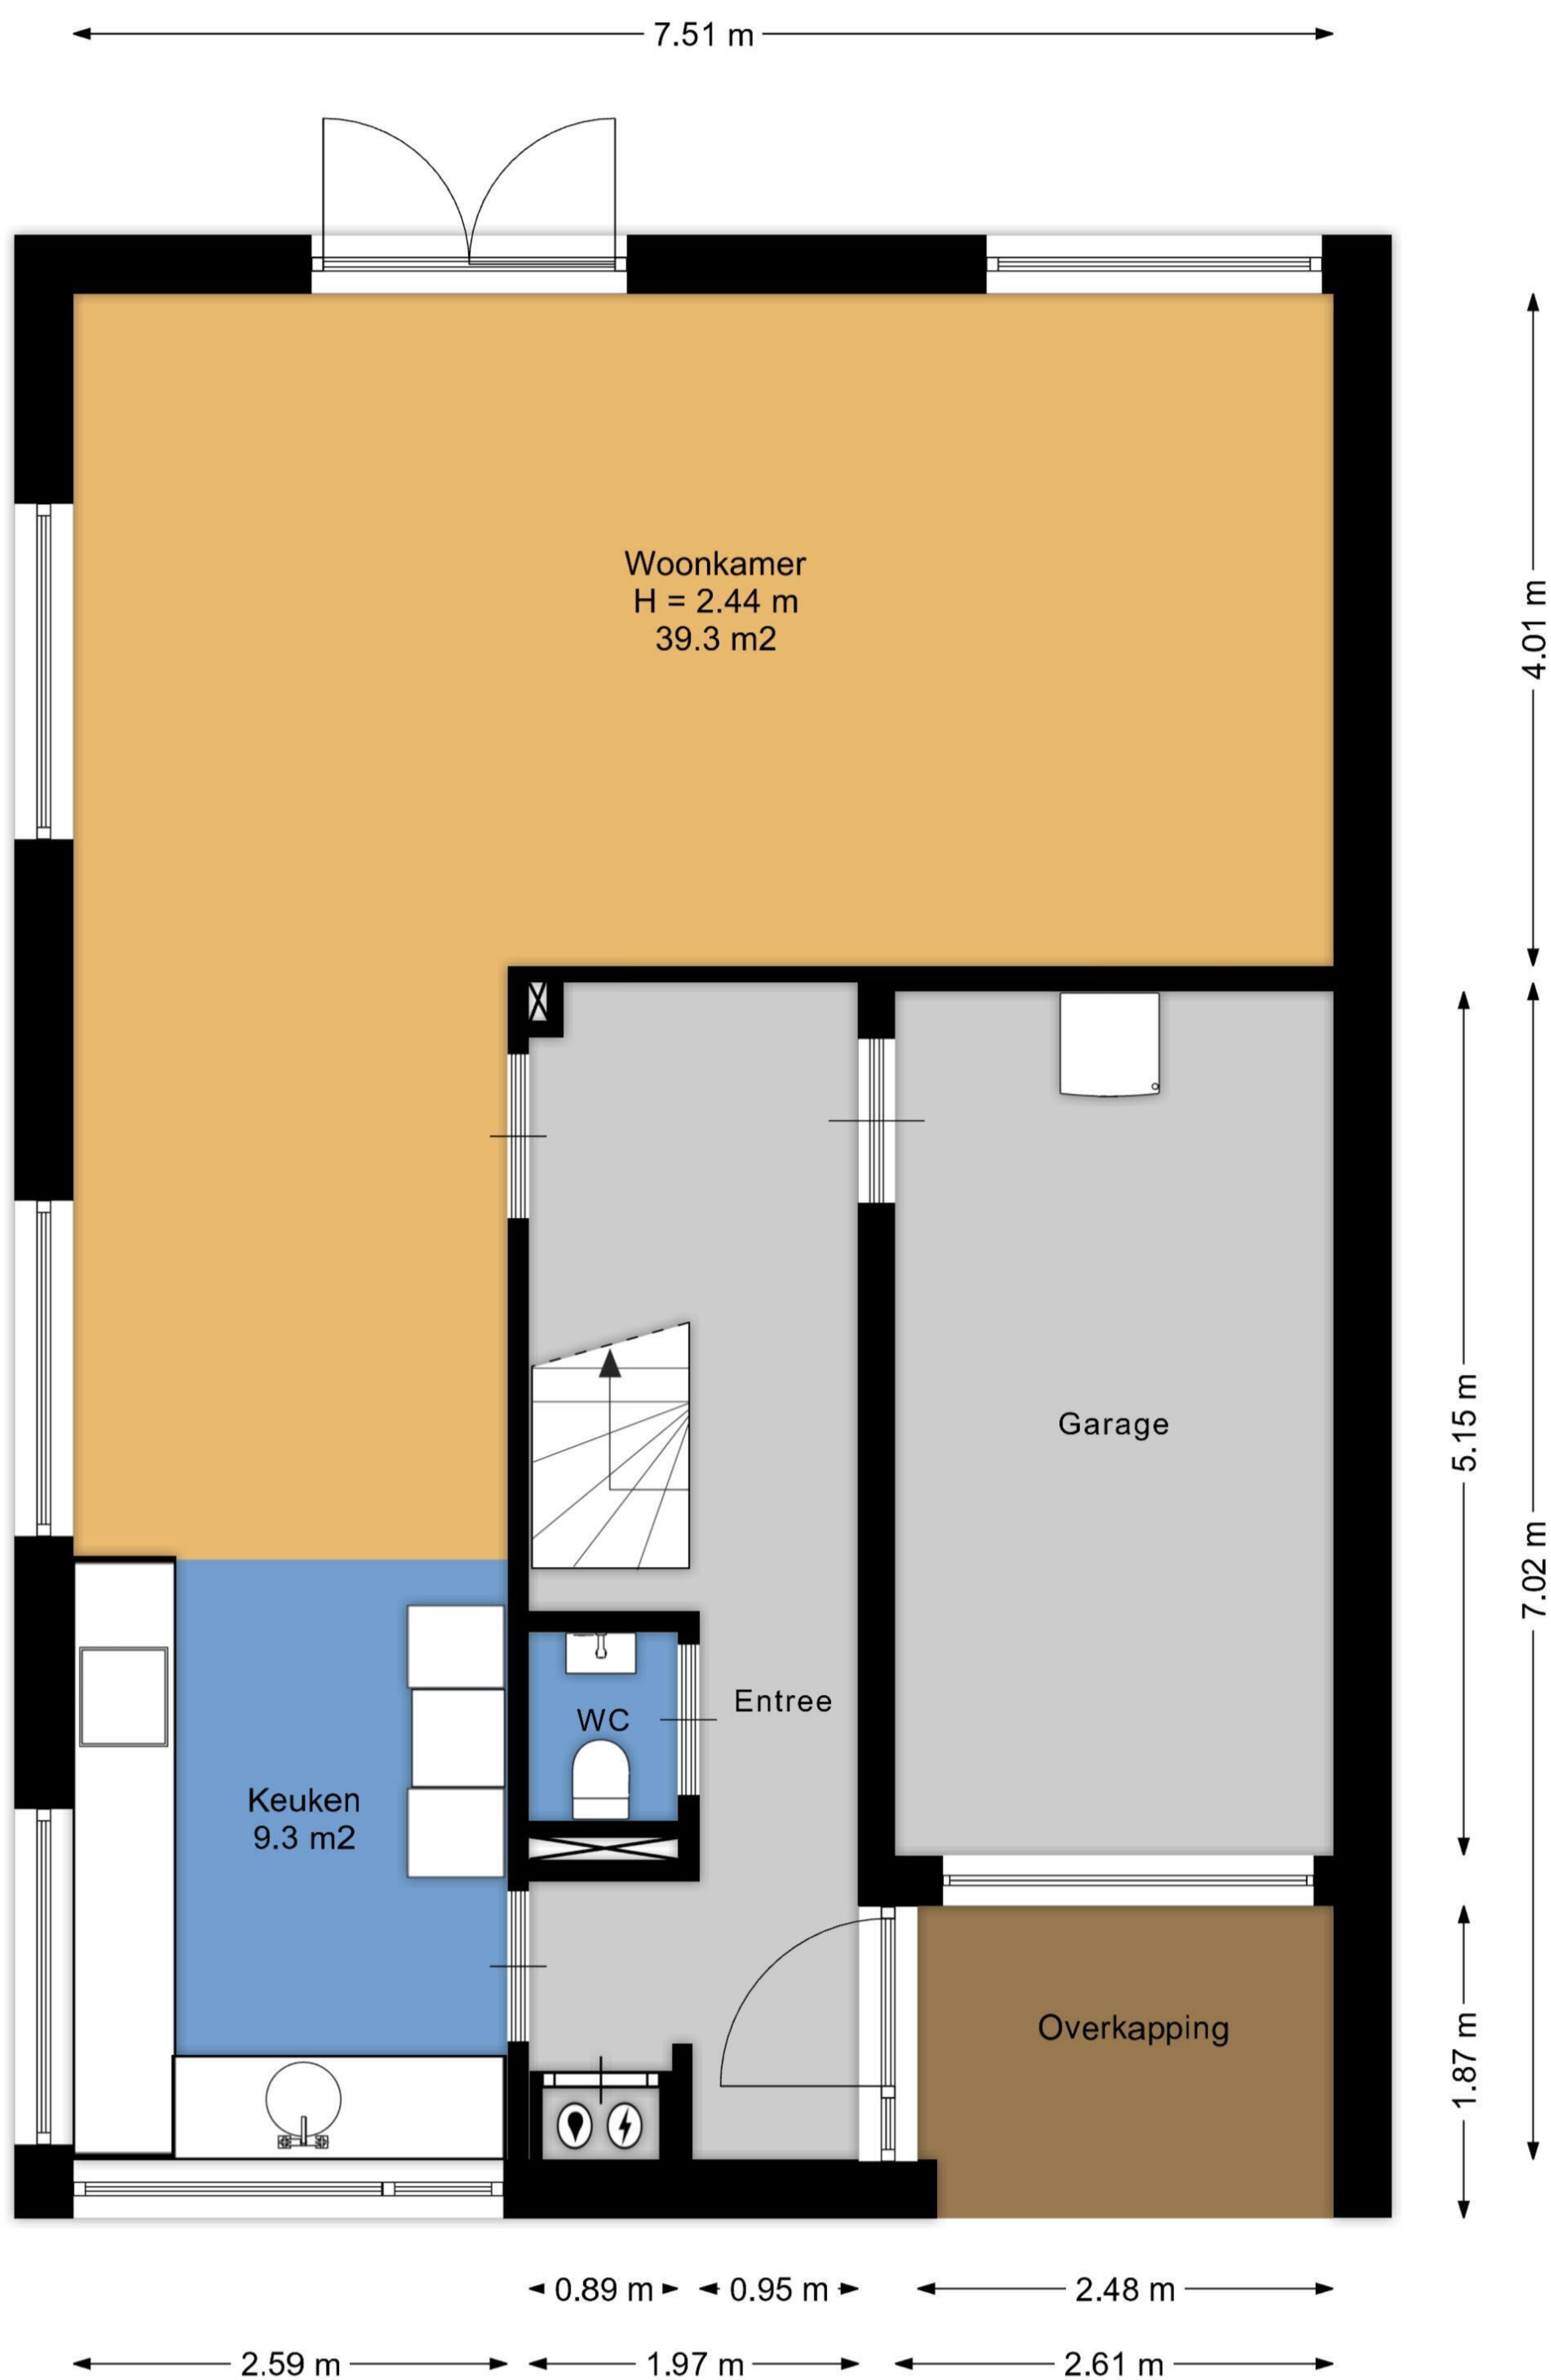 7.51 m
Woonkamer
H = 2.44 m
39.3 m2
4.01 m
Garage
5.15 m
7.02 m
Entree
WC
Keuken
9.3 m2
Overkapping
1.87 m
0.89 m
0.95 m
2.48 m
2.59 m
1.97 m
2.61 m